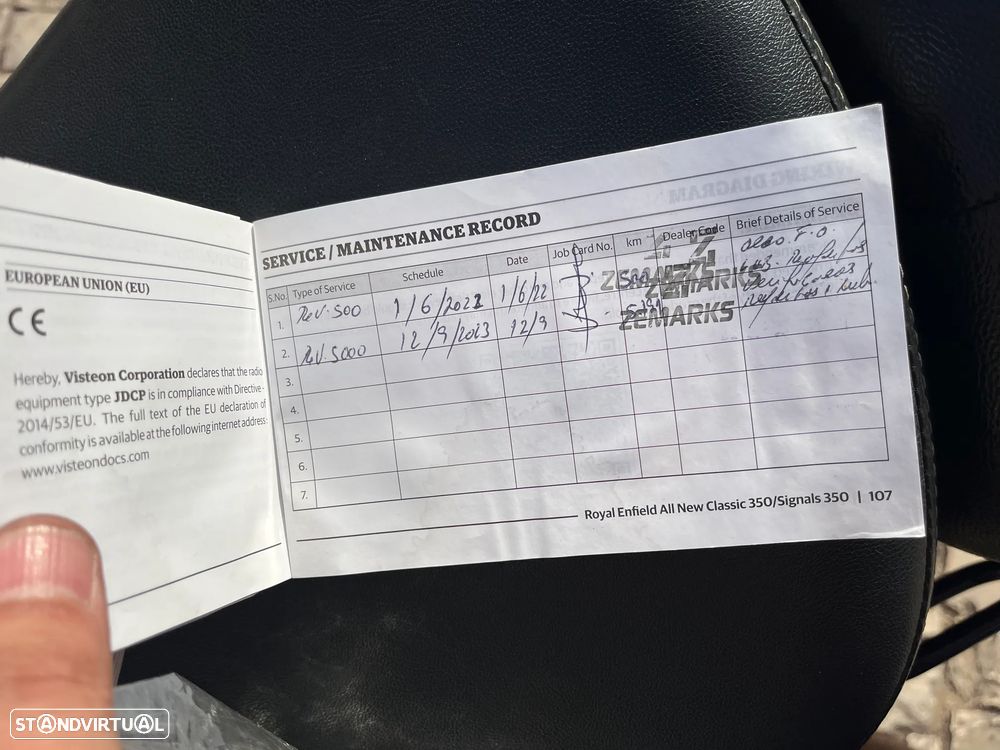 EUROPEAN UNION (EU)
CE
Hereby, Visteon Corporation declares that the radio
equipment type JDCP is in compliance with Directive -
2014/53/EU. The full text of the EU declaration of
conformity is available at the following internet address:
www.visteondocs.com
WIRING DIAGRAM
SERVICE / MAINTENANCE RECORD
S.No. Type of Service Schedule Date Job Card No. km Dealer Code Brief Details of Service
1. Rev. 500 1/6/2022 1/6/22 ZEMARKS ZEMARKS
2. Rev. 5000 12/9/2023 12/9 ZEMARKS
3.
4.
5.
6.
7.
Royal Enfield All New Classic 350/Signals 350 | 107
STANDVIRTUAL